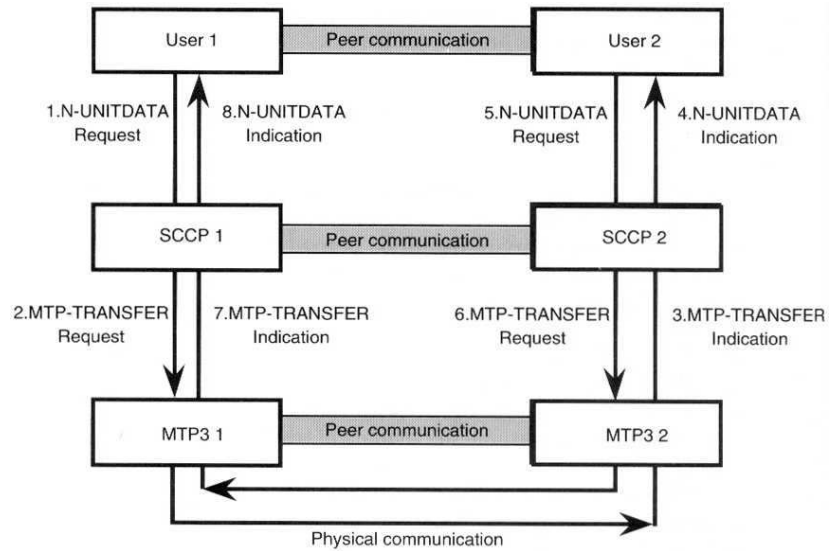 User 1
Peer communication
User 2
1.N-UNITDATA
Request
8.N-UNITDATA
Indication
5.N-UNITDATA
Request
4.N-UNITDATA
Indication
SCCP 1
Peer communication
SCCP 2
2.MTP-TRANSFER
Request
7.MTP-TRANSFER
Indication
6.MTP-TRANSFER
Request
3.MTP-TRANSFER
Indication
MTP3 1
Peer communication
MTP3 2
Physical communication